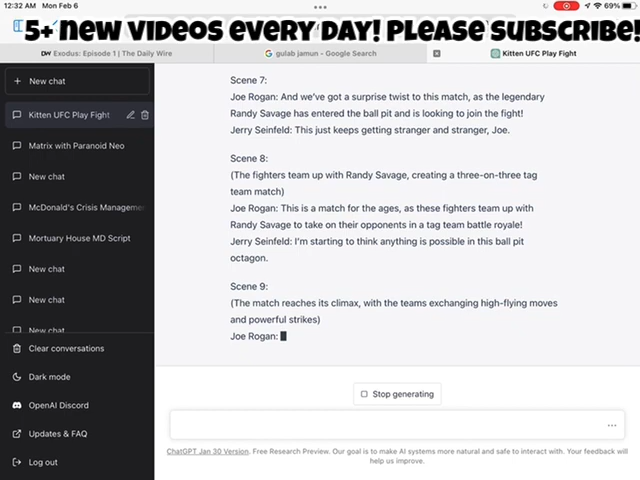 12:32 AM Mon Feb 6
69%
5+ new videos every day! Please subscribe!
DW Exodus: Episode 1 | The Daily Wire
gulab jamun - Google Search
Kitten UFC Play Fight
New chat
Kitten UFC Play Fight
Matrix with Paranoid Neo
New chat
McDonald's Crisis Managemen
Mortuary House MD Script
New chat
New chat
New chat
Clear conversations
Dark mode
OpenAI Discord
Updates & FAQ
Log out
Scene 7:
Joe Rogan: And we've got a surprise twist to this match, as the legendary
Randy Savage has entered the ball pit and is looking to join the fight!
Jerry Seinfeld: This just keeps getting stranger and stranger, Joe.
Scene 8:
(The fighters team up with Randy Savage, creating a three-on-three tag
team match)
Joe Rogan: This is a match for the ages, as these fighters team up with
Randy Savage to take on their opponents in a tag team battle royale!
Jerry Seinfeld: I'm starting to think anything is possible in this ball pit
octagon.
Scene 9:
(The match reaches its climax, with the teams exchanging high-flying moves
and powerful strikes)
Joe Rogan:
Stop generating
ChatGPT Jan 30 Version. Free Research Preview. Our goal is to make AI systems more natural and safe to interact with. Your feedback will
help us improve.